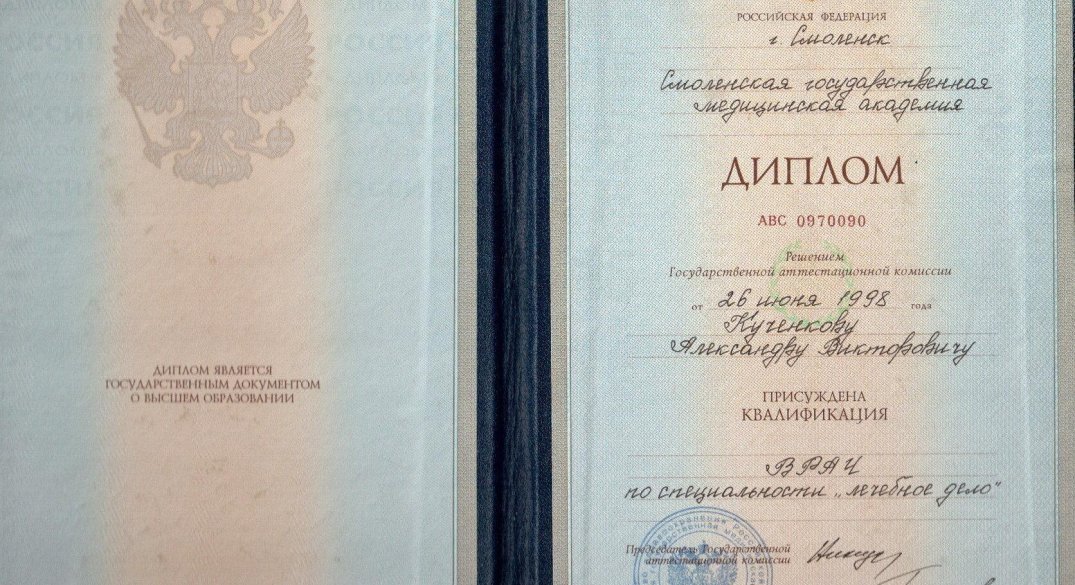 ДИПЛОМ ЯВЛЯЕТСЯ
ГОСУДАРСТВЕННЫМ ДОКУМЕНТОМ
О ВЫСШЕМ ОБРАЗОВАНИИ
РОССИЙСКАЯ ФЕДЕРАЦИЯ
г. Смоленск
Смоленская государственная
медицинская академия
ДИПЛОМ
АВС 0970090
Решением
Государственной аттестационной комиссии
от 26 июня 1998 года
Кученкову
Александру Викторовичу
ПРИСУЖДЕНА
КВАЛИФИКАЦИЯ
ВРАЧ
по специальности „лечебное дело"
Председатель Государственной
аттестационной комиссии